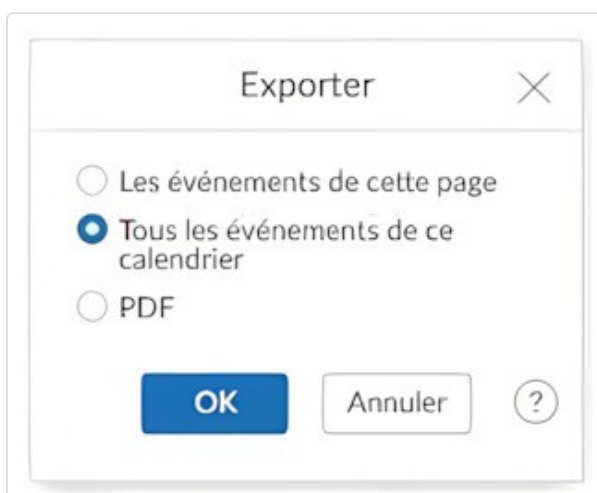 Exporter
Les événements de cette page
Tous les événements de ce
calendrier
PDF
OK
Annuler
?